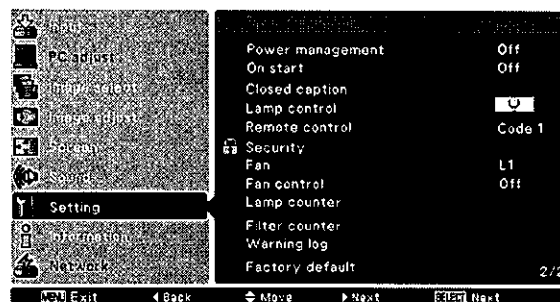 Input
PC adjust
Image select
Image adjust
Screen
Sound
Setting
Information
Network
Power management Off
On start Off
Closed caption
Lamp control
Remote control Code 1
Security
Fan L1
Fan control Off
Lamp counter
Filter counter
Warning log
Factory default 2/2
MENU Exit Back Move Next SELECT Next